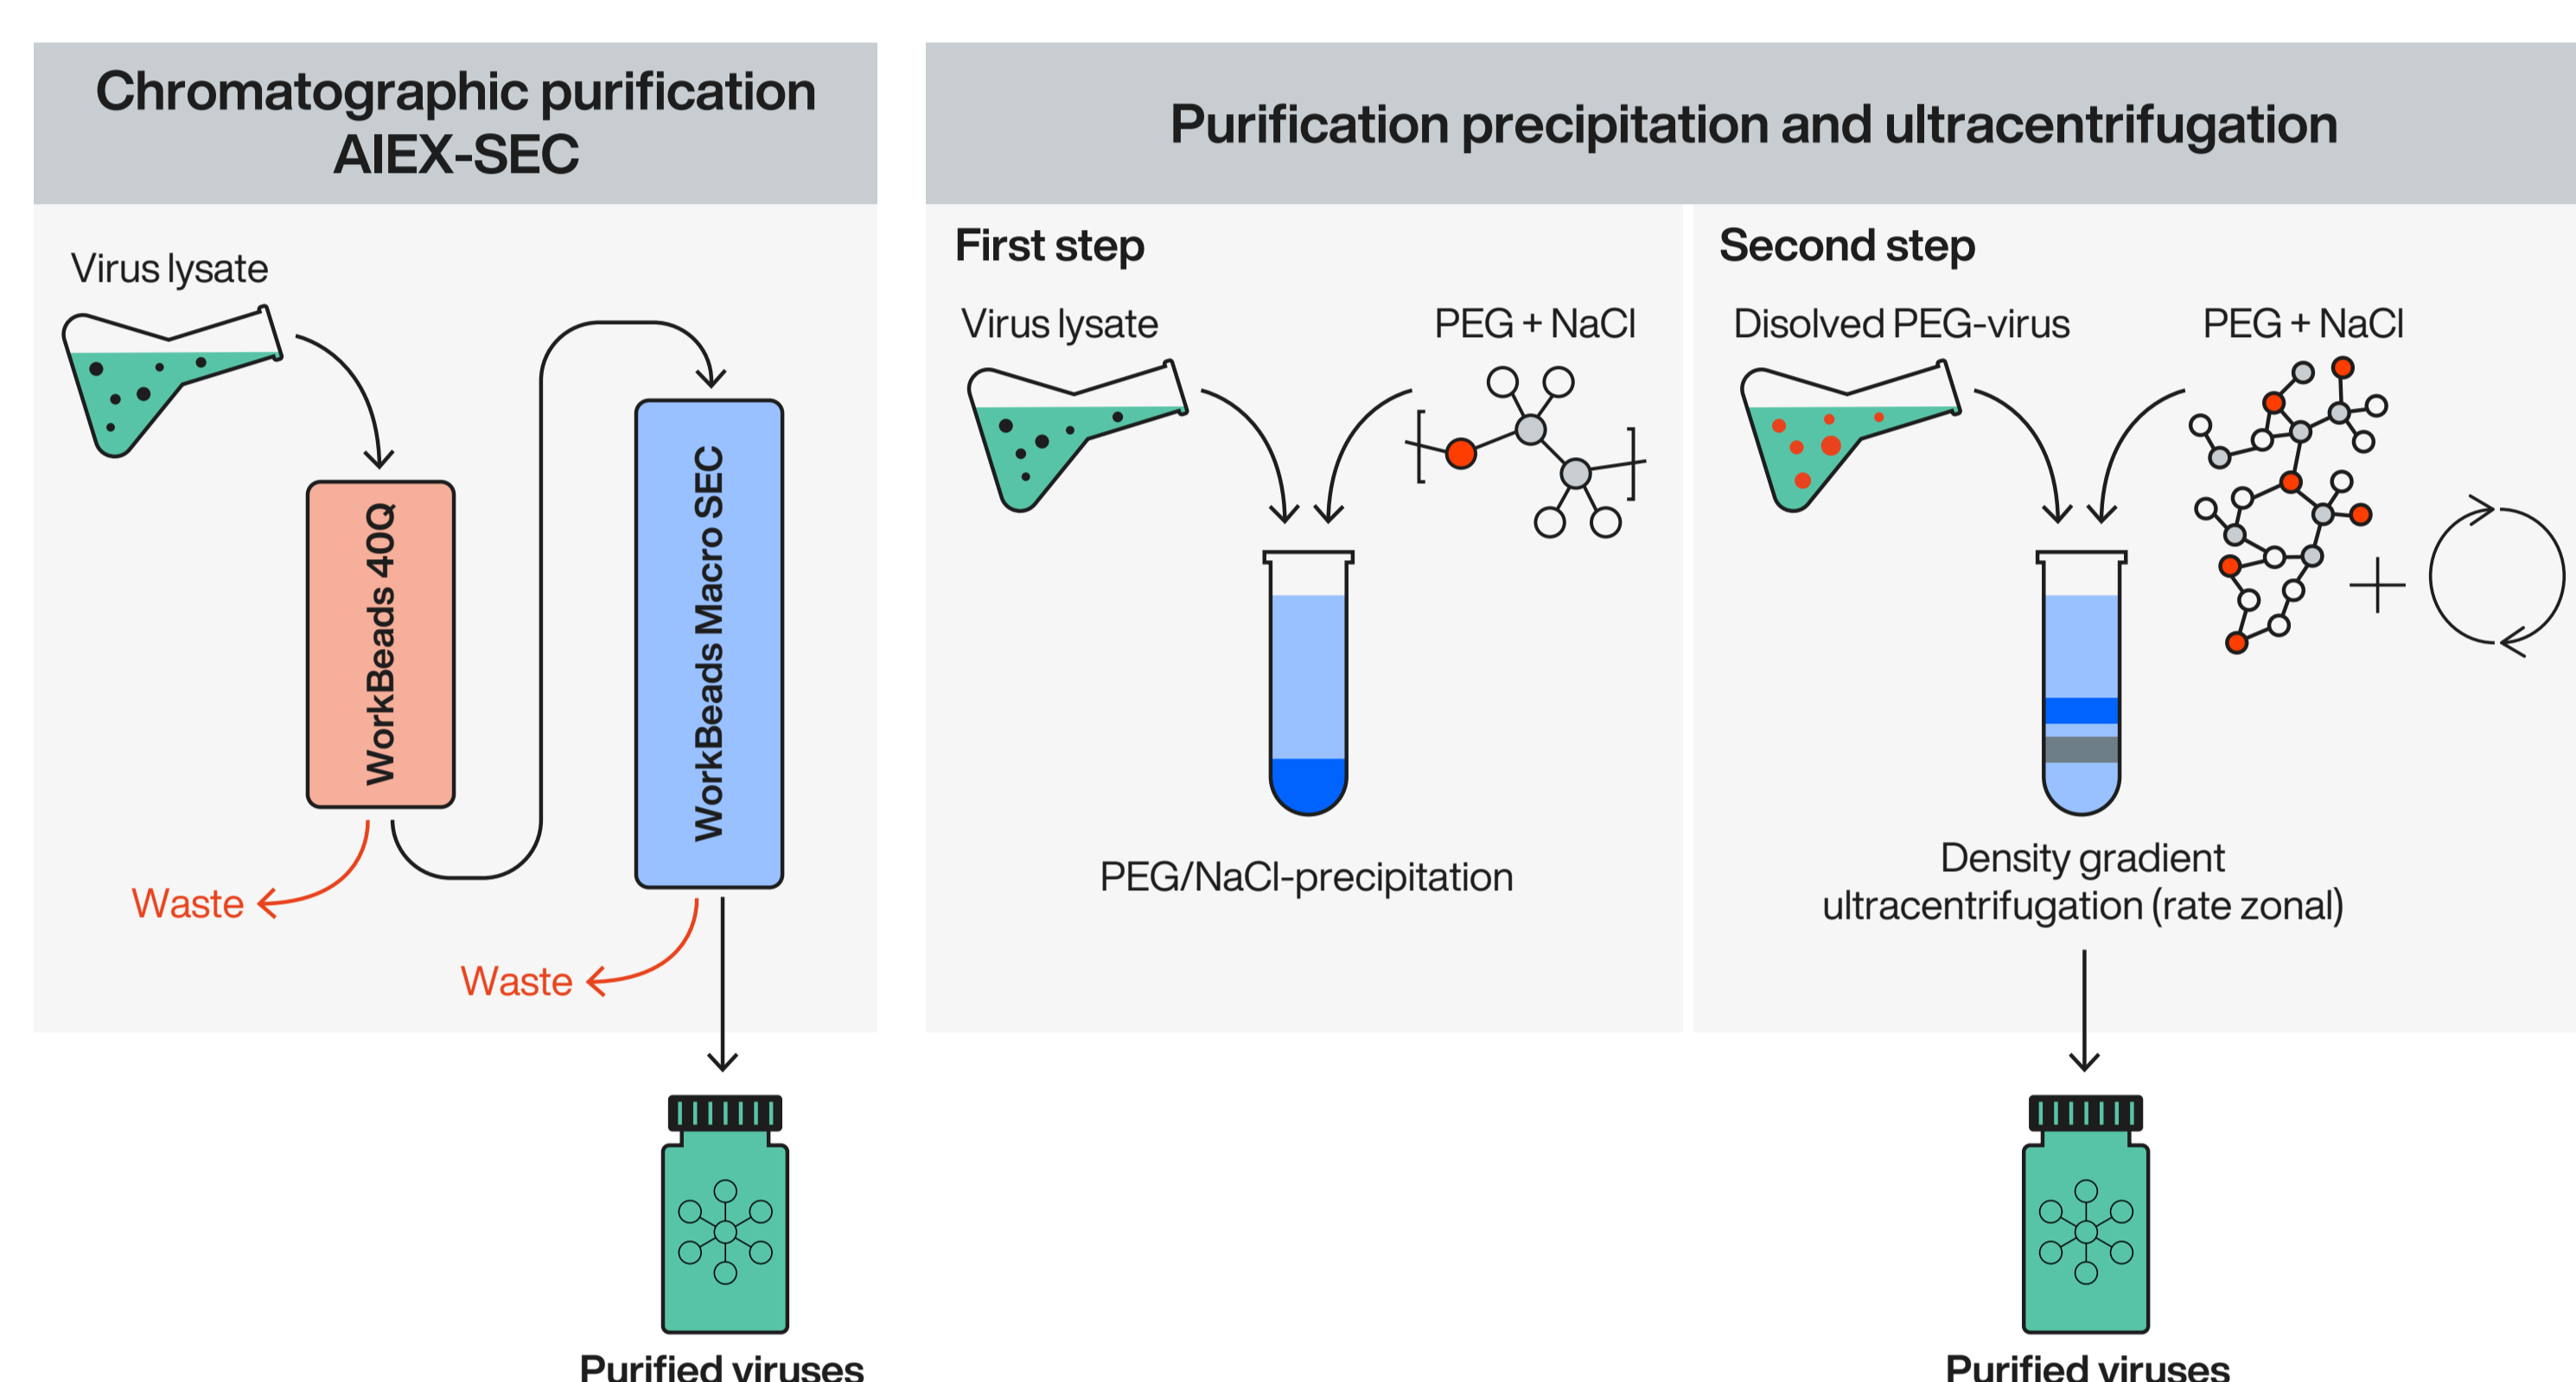 Chromatographic purification
AIEX-SEC
Virus lysate
WorkBeads 40Q
WorkBeads Macro SEC
Waste
Waste
Purified viruses
Purification precipitation and ultracentrifugation
First step
Virus lysate
PEG + NaCl
PEG/NaCl-precipitation
Second step
Disolved PEG-virus
PEG + NaCl
Density gradient
ultracentrifugation (rate zonal)
Purified viruses